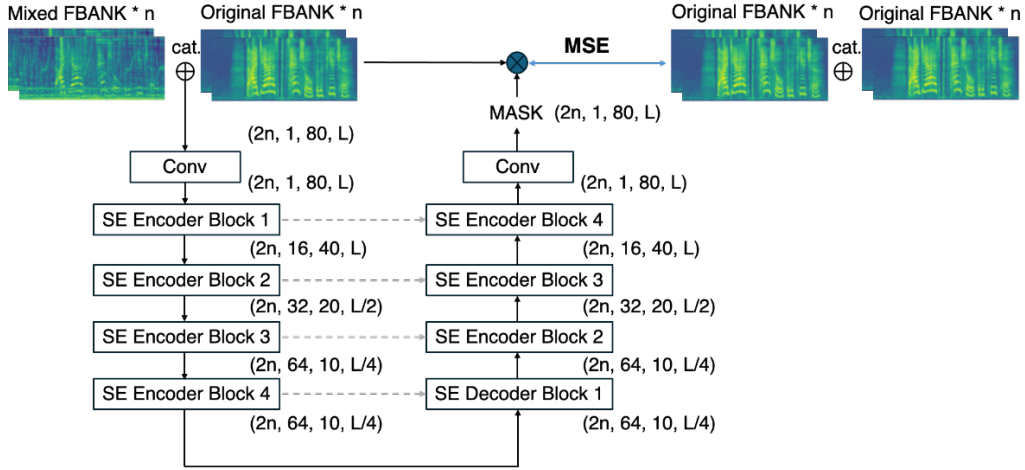 Mixed FBANK * n
cat.
Original FBANK * n
MSE
Original FBANK * n
cat.
Original FBANK * n
MASK
(2n, 1, 80, L)
(2n, 1, 80, L)
Conv
(2n, 1, 80, L)
SE Encoder Block 1
(2n, 16, 40, L)
SE Encoder Block 2
(2n, 32, 20, L/2)
SE Encoder Block 3
(2n, 64, 10, L/4)
SE Encoder Block 4
(2n, 64, 10, L/4)
Conv
(2n, 1, 80, L)
SE Encoder Block 4
(2n, 16, 40, L)
SE Encoder Block 3
(2n, 32, 20, L/2)
SE Encoder Block 2
(2n, 64, 10, L/4)
SE Decoder Block 1
(2n, 64, 10, L/4)